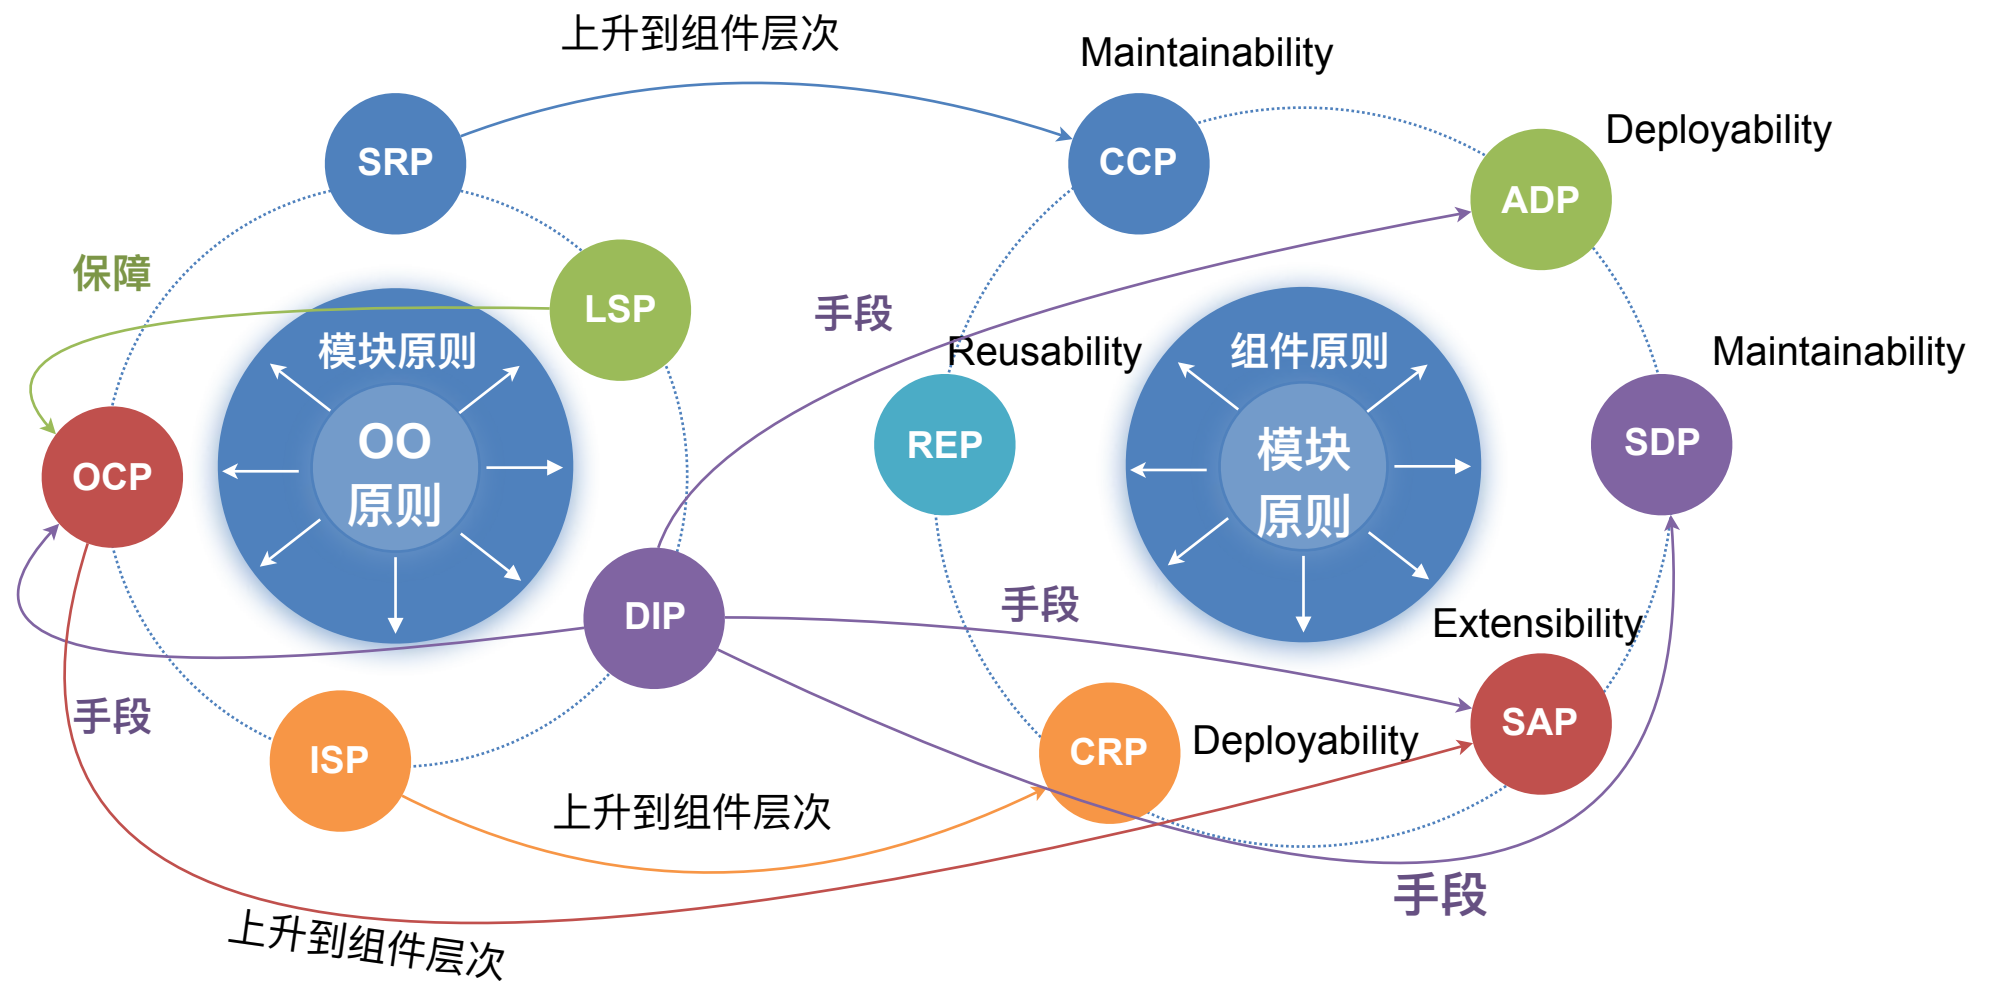 上升到组件层次
Maintainability
Deployability
SRP
CCP
ADP
保障
LSP
手段
模块原则
Reusability
组件原则
Maintainability
OO
原则
OCP
REP
模块
原则
SDP
DIP
手段
Extensibility
手段
ISP
CRP
Deployability
SAP
上升到组件层次
手段
上升到组件层次